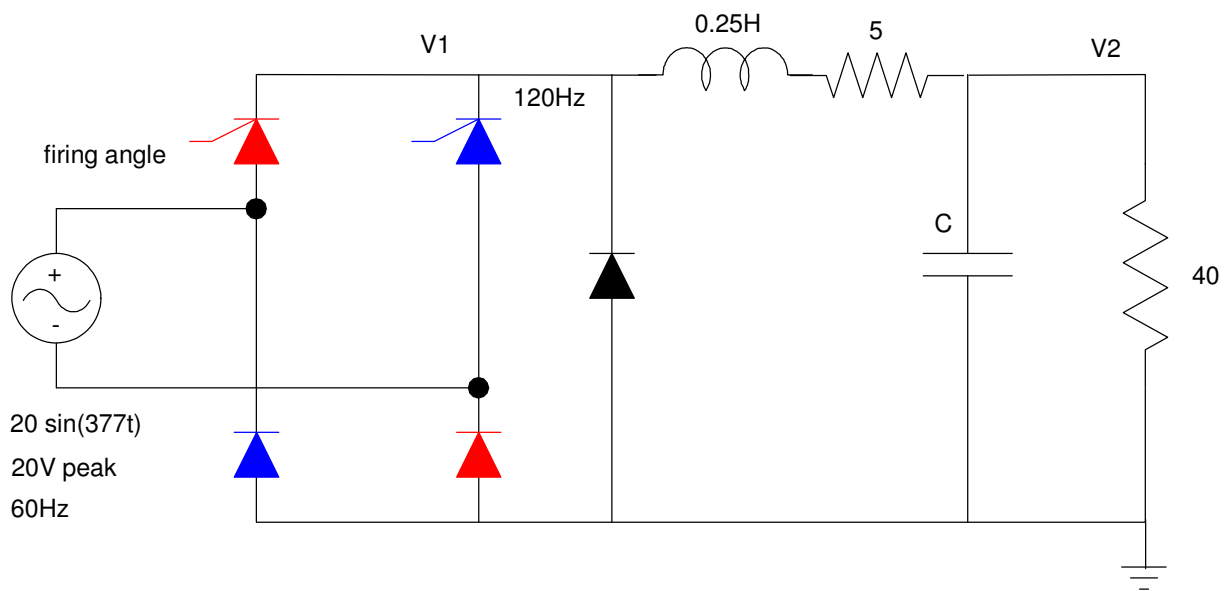 0.25H
5
V1
V2
120Hz
firing angle
C
+
-
40
20 sin(377t)
20V peak
60Hz